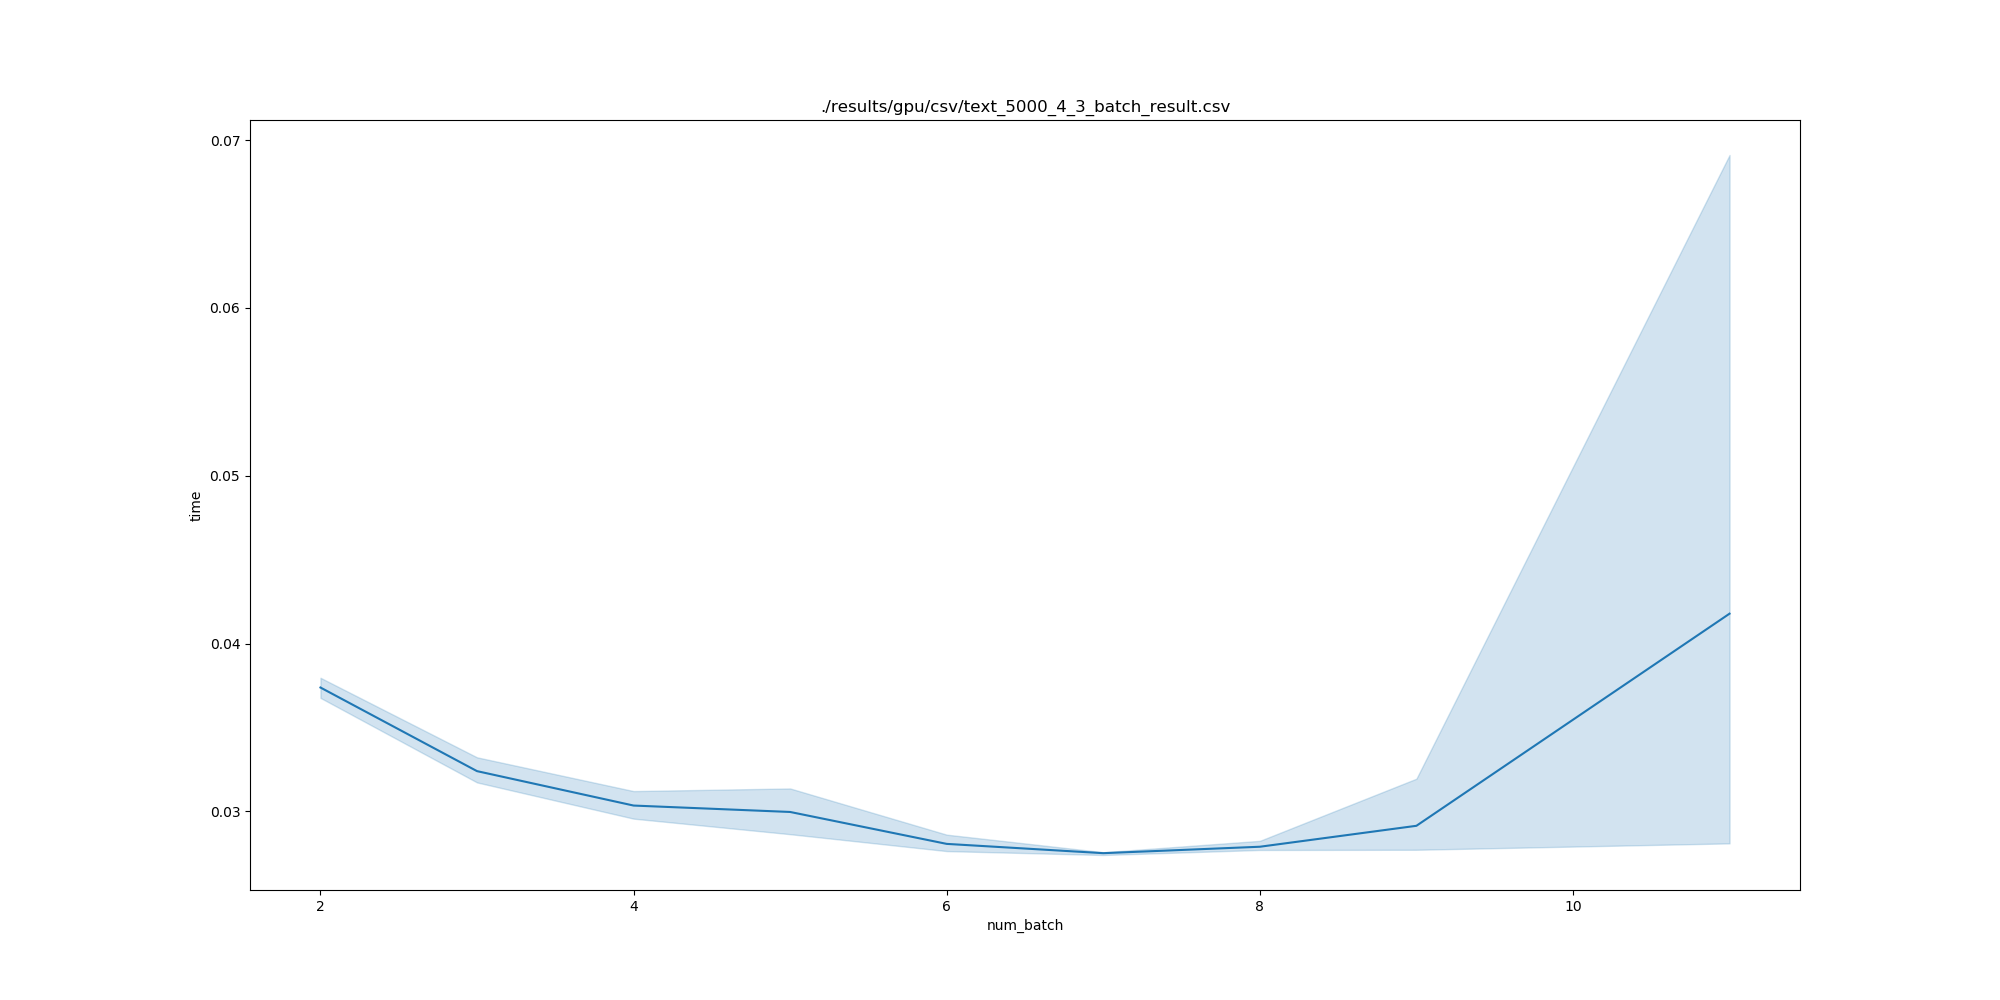 ./results/gpu/csv/text_5000_4_3_batch_result.csv
0.07
0.06
0.05
0.04
0.03
time
2 4 6 8 10
num_batch